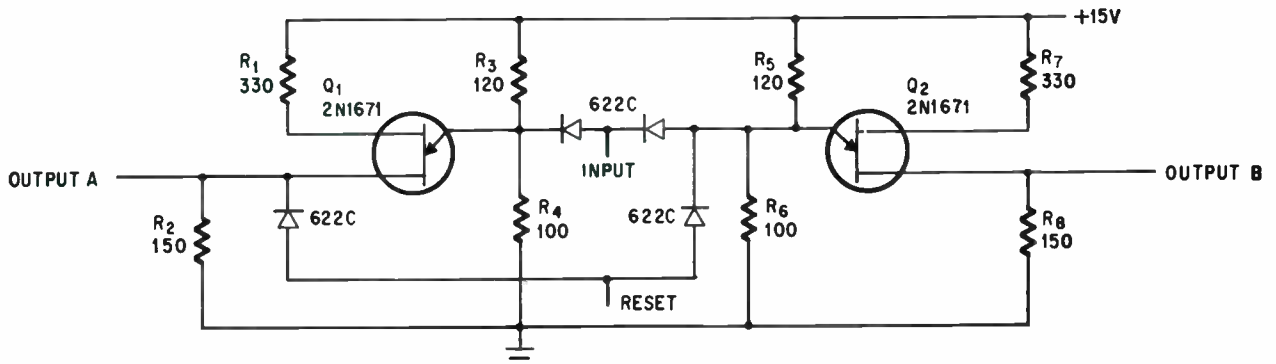 +15V
R1
330
Q1
2N1671
R3
120
622C
R5
120
Q2
2N1671
R7
330
INPUT
OUTPUT A
OUTPUT B
R2
150
622C
R4
100
622C
R6
100
R8
150
RESET